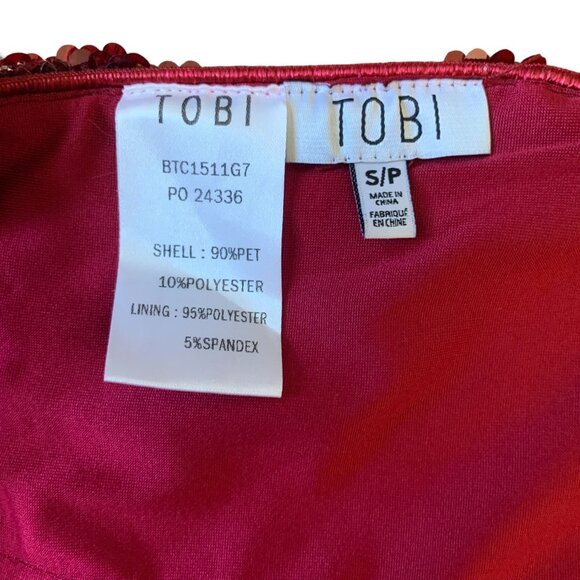 TOBI
BTC1511G7
PO 24336
SHELL : 90%PET
10%POLYESTER
LINING : 95%POLYESTER
5%SPANDEX
TOBI
S/P
MADE IN
CHINA
FABRIQUÉ
EN CHINE